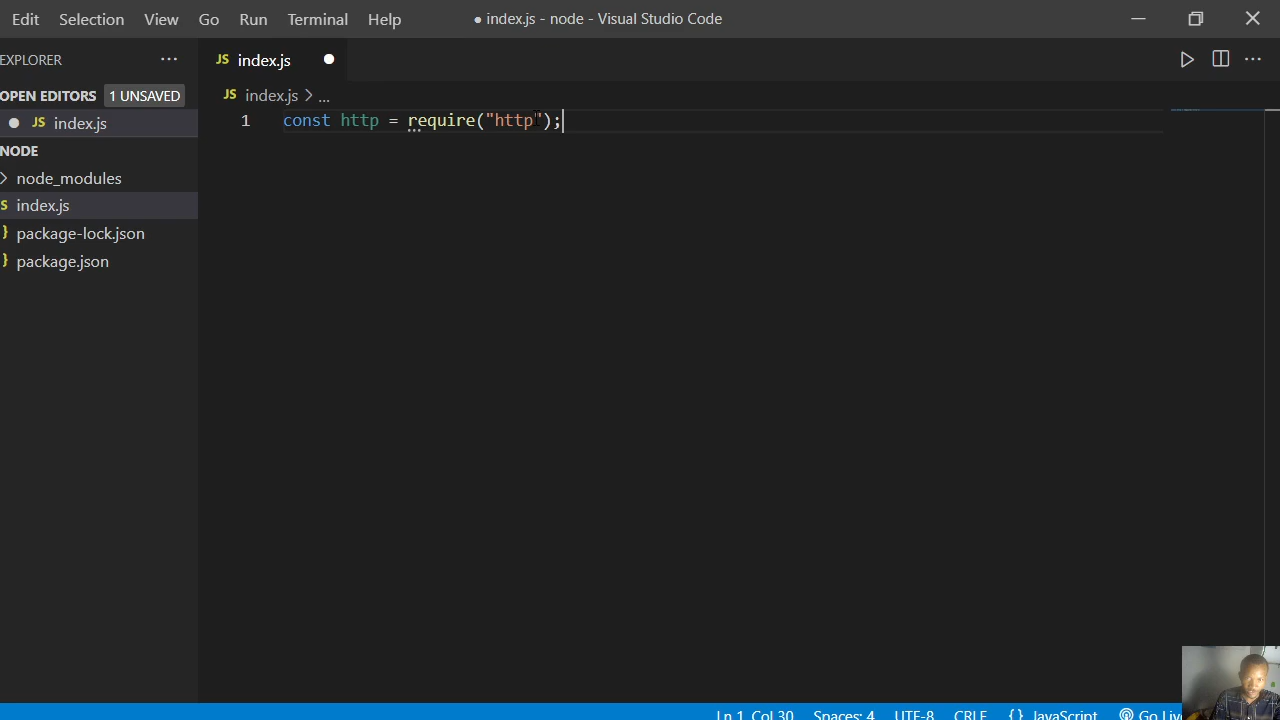 Edit Selection View Go Run Terminal Help ● index.js - node - Visual Studio Code
EXPLORER ...
JS index.js
OPEN EDITORS 1 UNSAVED
JS index.js > ...
JS index.js
1 const http = require("http");
NODE
> node_modules
index.js
package-lock.json
package.json
Ln 1, Col 30 Spaces: 4 UTF-8 CRLF {} JavaScript Go Live